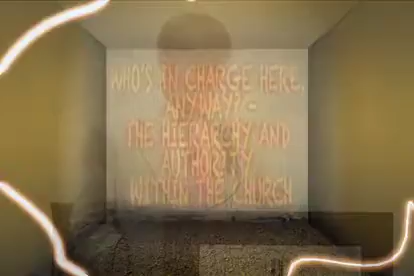 WHO'S IN CHARGE HERE,
ANYWAY? -
THE HIERARCHY AND
AUTHORITY
WITHIN THE CHURCH